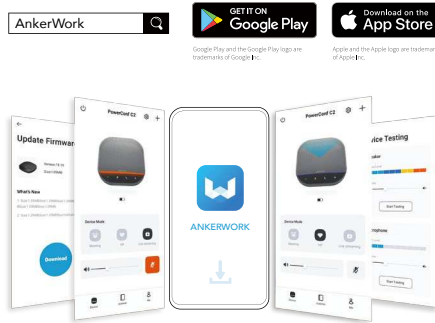 AnkerWork
GET IT ON
Google Play
Download on the
App Store
Google Play and the Google Play logo are
trademarks of Google Inc.
Apple and the Apple logo are trademar
of Apple Inc.
Update Firmwar
What's New
Download
PowerConf C2
Device Mode
ANKERWORK
PowerConf C2
Device Mode
vice Testing
Start Testing
Start Testing